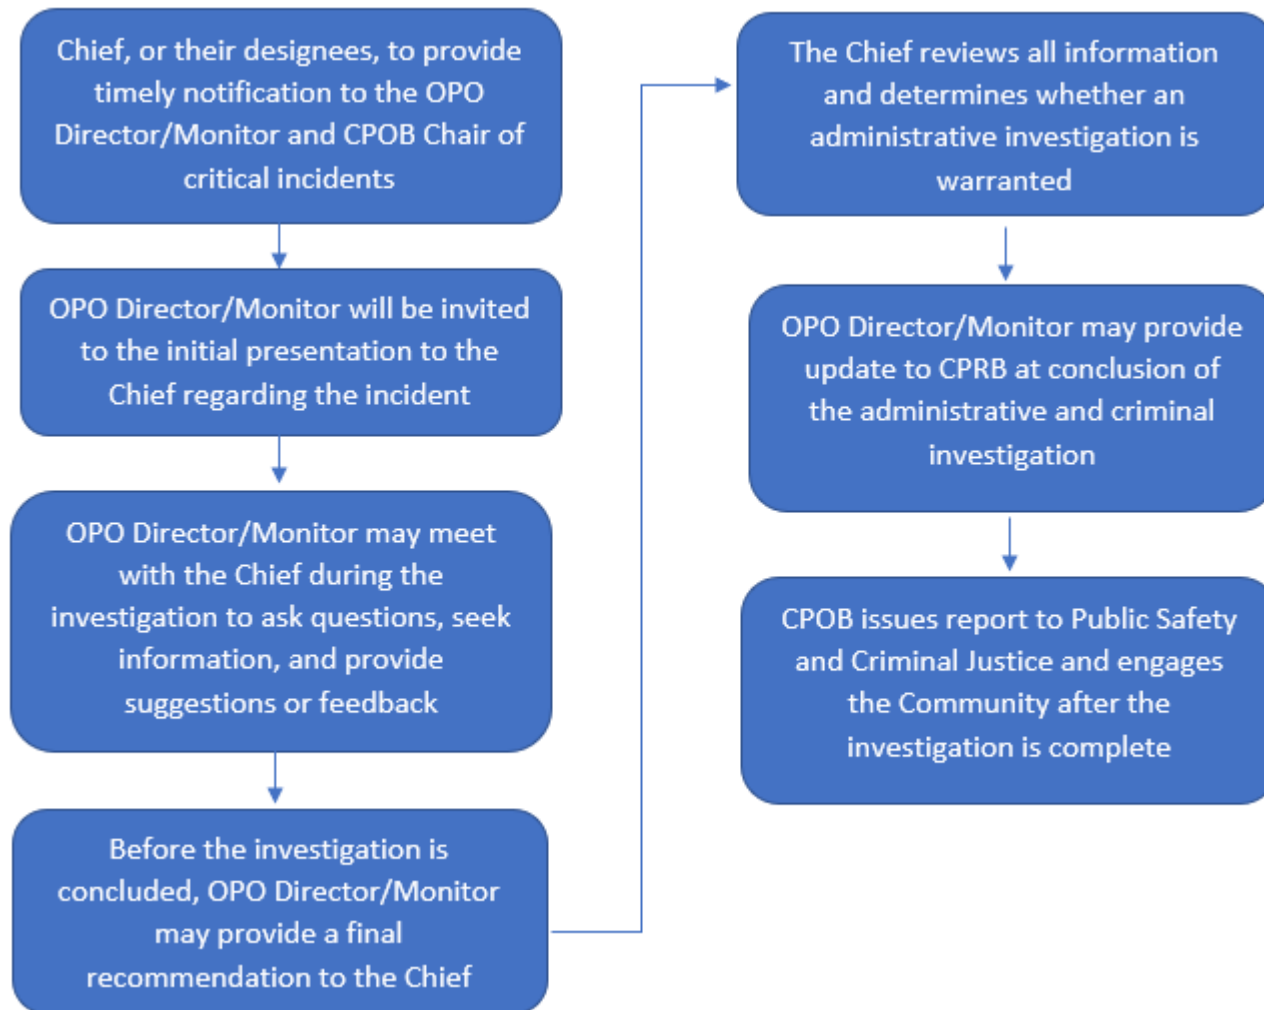 Chief, or their designees, to provide
timely notification to the OPO
Director/Monitor and CPOB Chair of
critical incidents
OPO Director/Monitor will be invited
to the initial presentation to the
Chief regarding the incident
OPO Director/Monitor may meet
with the Chief during the
investigation to ask questions, seek
information, and provide
suggestions or feedback
Before the investigation is
concluded, OPO Director/Monitor
may provide a final
recommendation to the Chief
The Chief reviews all information
and determines whether an
administrative investigation is
warranted
OPO Director/Monitor may provide
update to CPRB at conclusion of
the administrative and criminal
investigation
CPOB issues report to Public Safety
and Criminal Justice and engages
the Community after the
investigation is complete